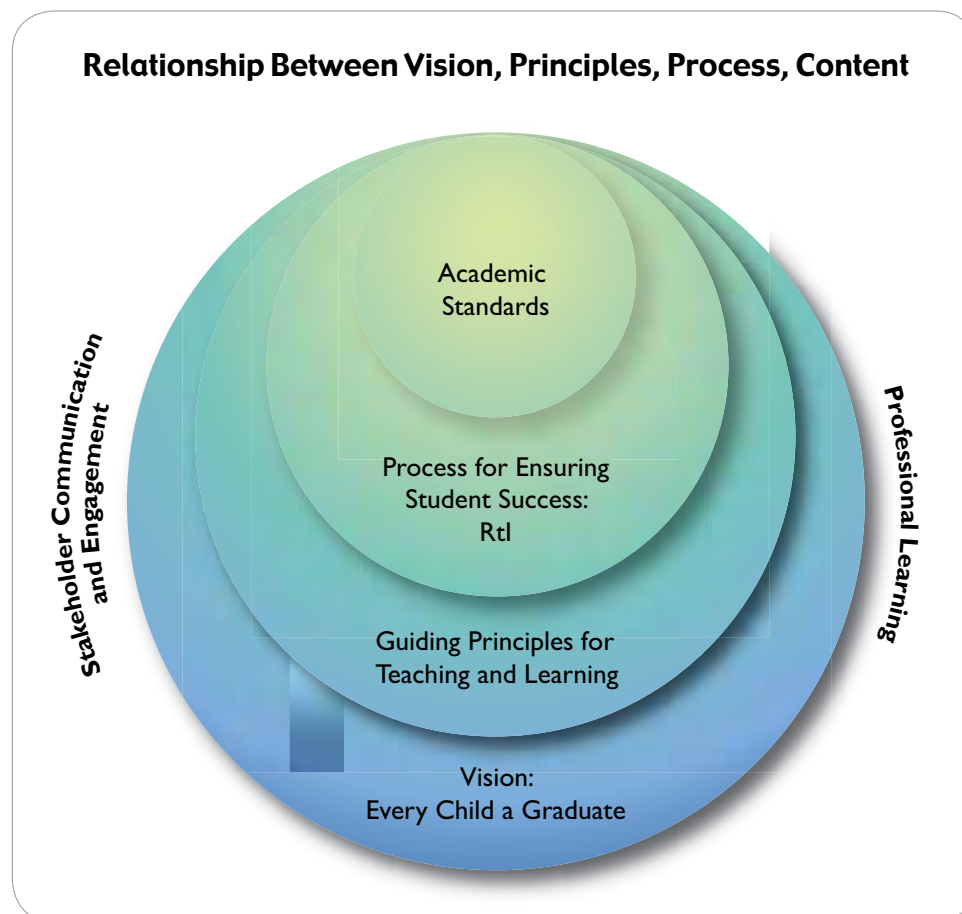 Relationship Between Vision, Principles, Process, Content
Academic
Standards
Process for Ensuring
Student Success:
RtI
Guiding Principles for
Teaching and Learning
Vision:
Every Child a Graduate
Stakeholder Communication
and Engagement
Professional Learning